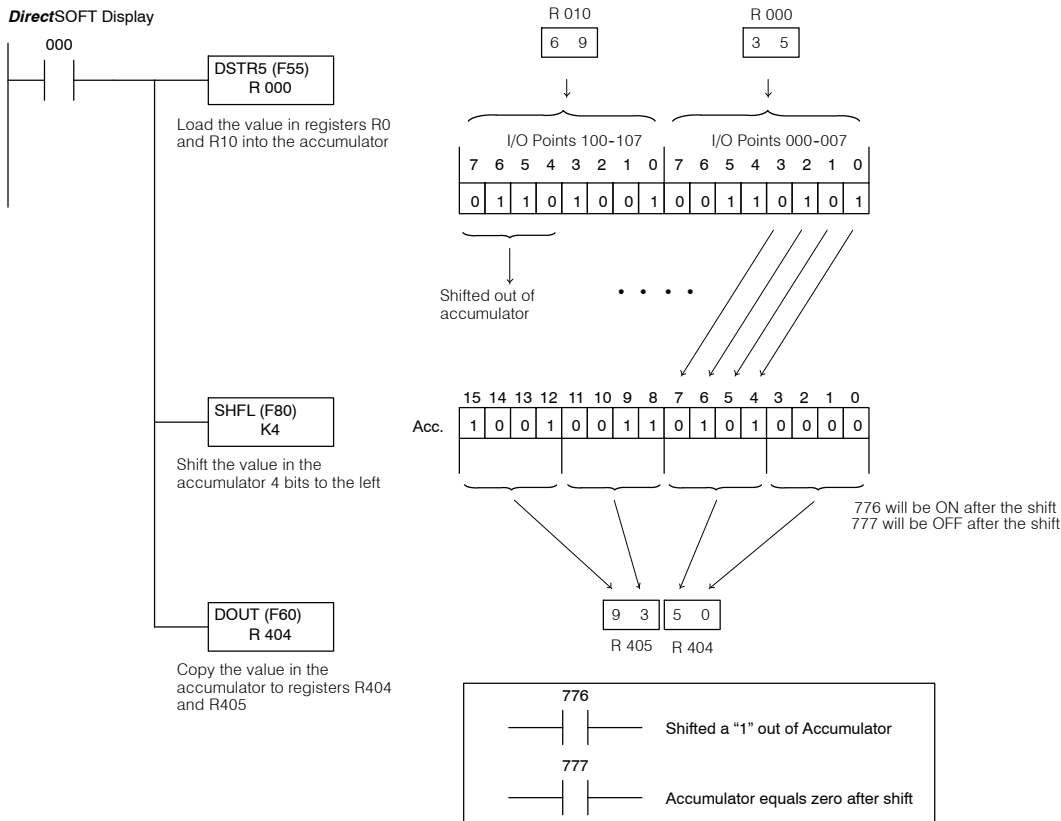 DirectSOFT Display
000
DSTR5 (F55)
R 000
Load the value in registers R0
and R10 into the accumulator
R 010
6 9
R 000
3 5
I/O Points 100-107
I/O Points 000-007
7 6 5 4 3 2 1 0 7 6 5 4 3 2 1 0
0 1 1 0 1 0 0 1 0 0 1 1 0 1 0 1
Shifted out of
accumulator
SHFL (F80)
K4
Shift the value in the
accumulator 4 bits to the left
15 14 13 12 11 10 9 8 7 6 5 4 3 2 1 0
Acc. 1 0 0 1 0 0 1 1 0 1 0 1 0 0 0 0
776 will be ON after the shift
777 will be OFF after the shift
DOUT (F60)
R 404
Copy the value in the
accumulator to registers R404
and R405
9 3 5 0
R 405 R 404
776
Shifted a “1” out of Accumulator
777
Accumulator equals zero after shift